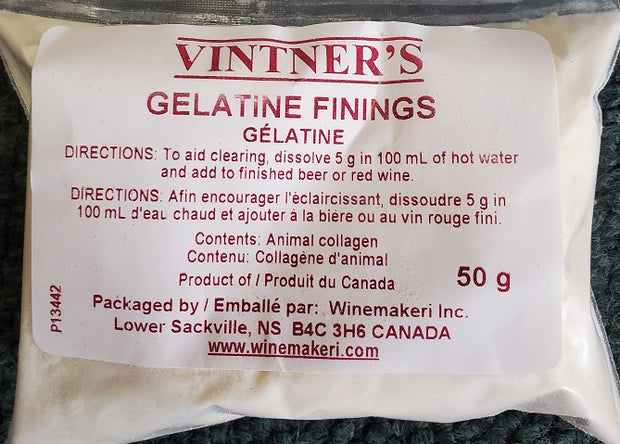 VINTNER'S
GELATINE FININGS
GÉLATINE
DIRECTIONS: To aid clearing, dissolve 5 g in 100 mL of hot water
and add to finished beer or red wine.
DIRECTIONS: Afin encourager l'éclaircissant, dissoudre 5 g in
100 mL d'eau chaud et ajouter à la bière ou au vin rouge fini.
Contents: Animal collagen
Contenu: Collagène d'animal
Product of / Produit du Canada
50 g
Packaged by / Emballé par: Winemakeri Inc.
Lower Sackville, NS B4C 3H6 CANADA
www.winemakeri.com
P13442